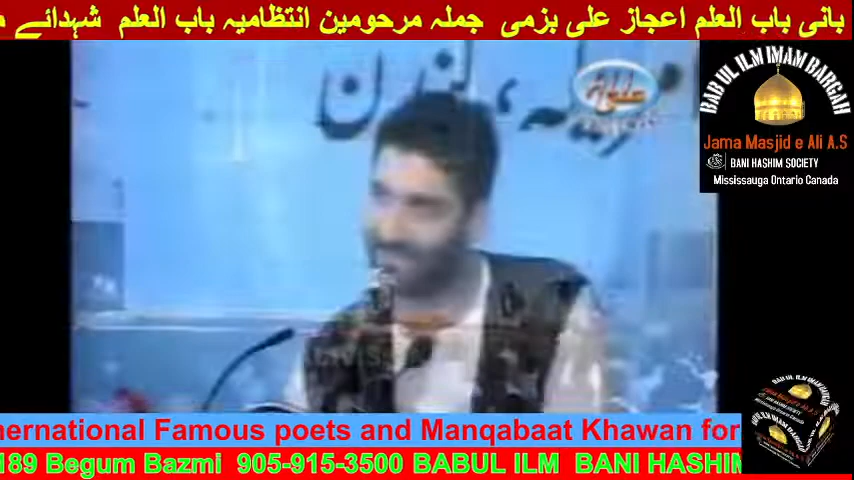 بانی باب العلم اعجاز علی بزمی جملہ مرحومین انتظامیہ باب العلم شہدائے
لندن
BAB UL ILM IMAM BARGAH
Jama Masjid e Ali A.S
BANI HASHIM SOCIETY
Mississauga Ontario Canada
nernational Famous poets and Manqabaat Khawan for
189 Begum Bazmi 905-915-3500 BABUL ILM BANI HASHIM